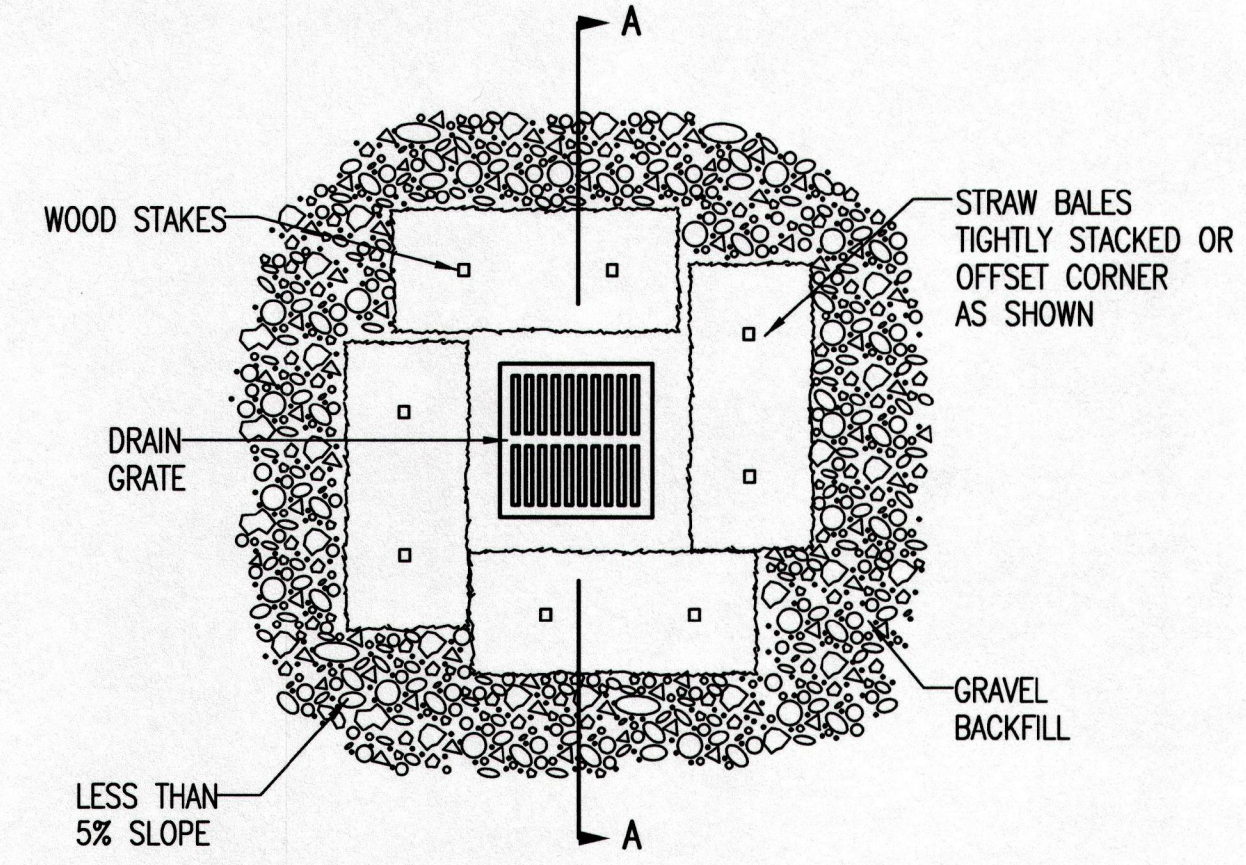 A
WOOD STAKES
STRAW BALES
TIGHTLY STACKED OR
OFFSET CORNER
AS SHOWN
DRAIN
GRATE
GRAVEL
BACKFILL
LESS THAN
5% SLOPE
A